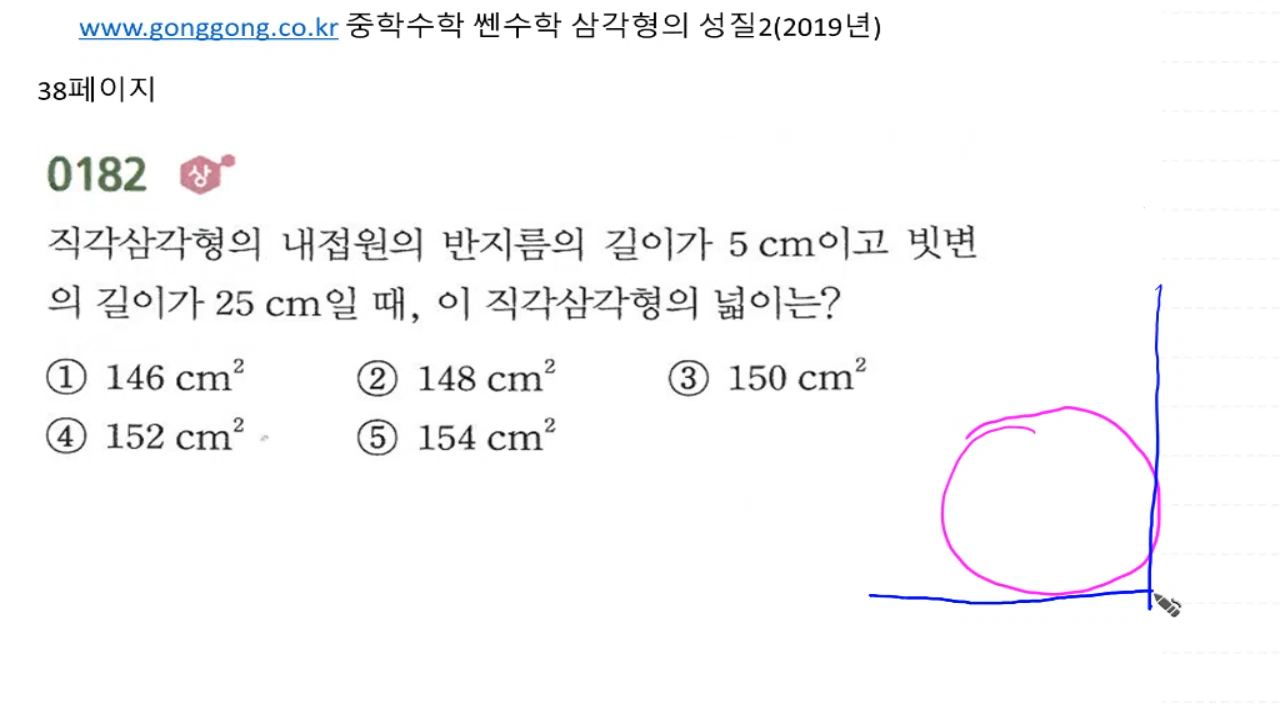 www.gonggong.co.kr 중학수학 쎈수학 삼각형의 성질2(2019년)
38페이지
0182 상
직각삼각형의 내접원의 반지름의 길이가 5 cm이고 빗변
의 길이가 25 cm일 때, 이 직각삼각형의 넓이는?
① 146 cm² ② 148 cm² ③ 150 cm²
④ 152 cm² ⑤ 154 cm²